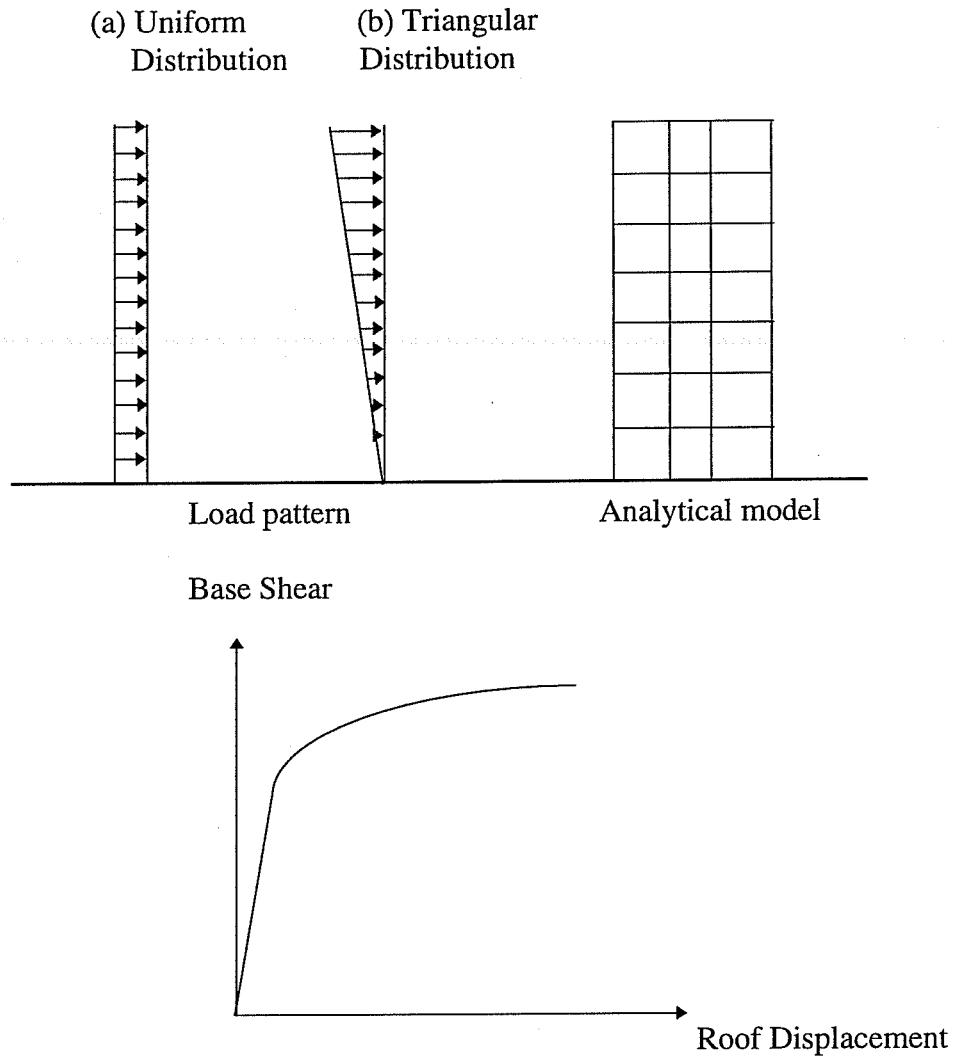 (a) Uniform
Distribution
(b) Triangular
Distribution
Load pattern
Analytical model
Base Shear
Roof Displacement